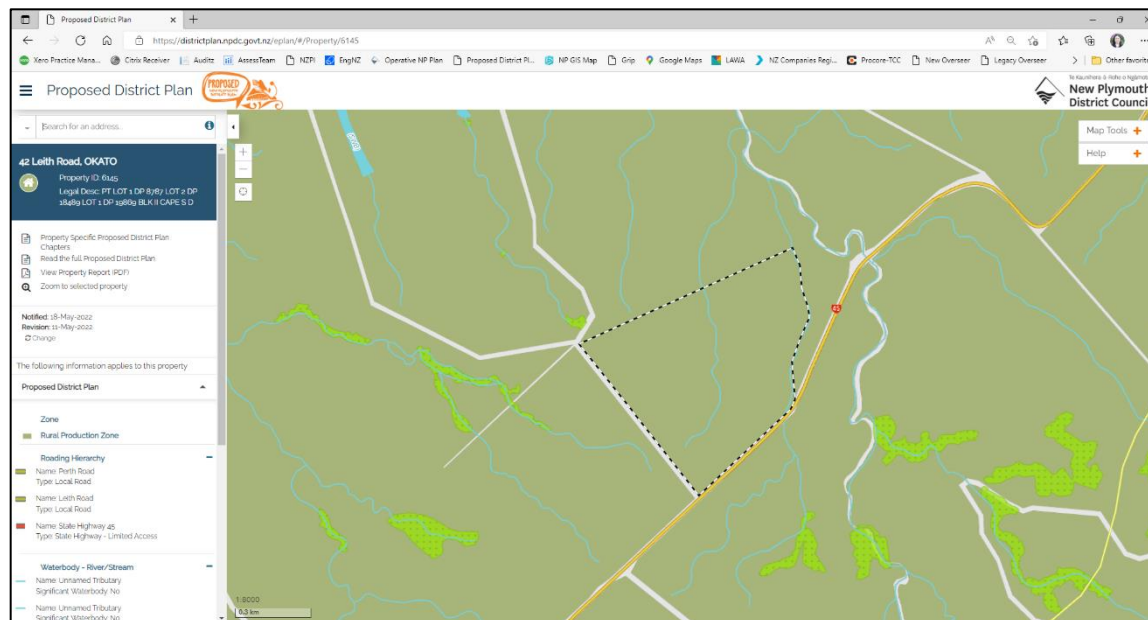 Proposed District Plan
https://districtplan.npdc.govt.nz/eplan/#/Property/6145
Xero Practice Mana...
Citrix Receiver
Auditz
AssessTeam
NZPI
EngNZ
Operative NP Plan
Proposed District Pl...
NP GIS Map
Grip
Google Maps
LAWA
NZ Companies Regi...
Procore-TCC
New Overseer
Legacy Overseer
Other favorite
Proposed District Plan
PROPOSED
New Plymouth
District Council
Search for an address..
Map Tools
Help
42 Leith Road, OKATO
Property ID: 6145
Legal Desc: PT LOT 1 DP 8787 LOT 2 DP
18489 LOT 1 DP 19869 BLK II CAPE S D
Property Specific Proposed District Plan
Chapters
Read the full Proposed District Plan
View Property Report (PDF)
Zoom to selected property
Notified: 18-May-2022
Revision: 11-May-2022
Change
The following information applies to this property
Proposed District Plan
Zone
Rural Production Zone
Roading Hierarchy
Name: Perth Road
Type: Local Road
Name: Leith Road
Type: Local Road
Name: State Highway 45
Type: State Highway - Limited Access
Waterbody - River/Stream
Name: Unnamed Tributary
Significant Waterbody: No
Name: Unnamed Tributary
Significant Waterbody: No
45
1:8000
0.3 km